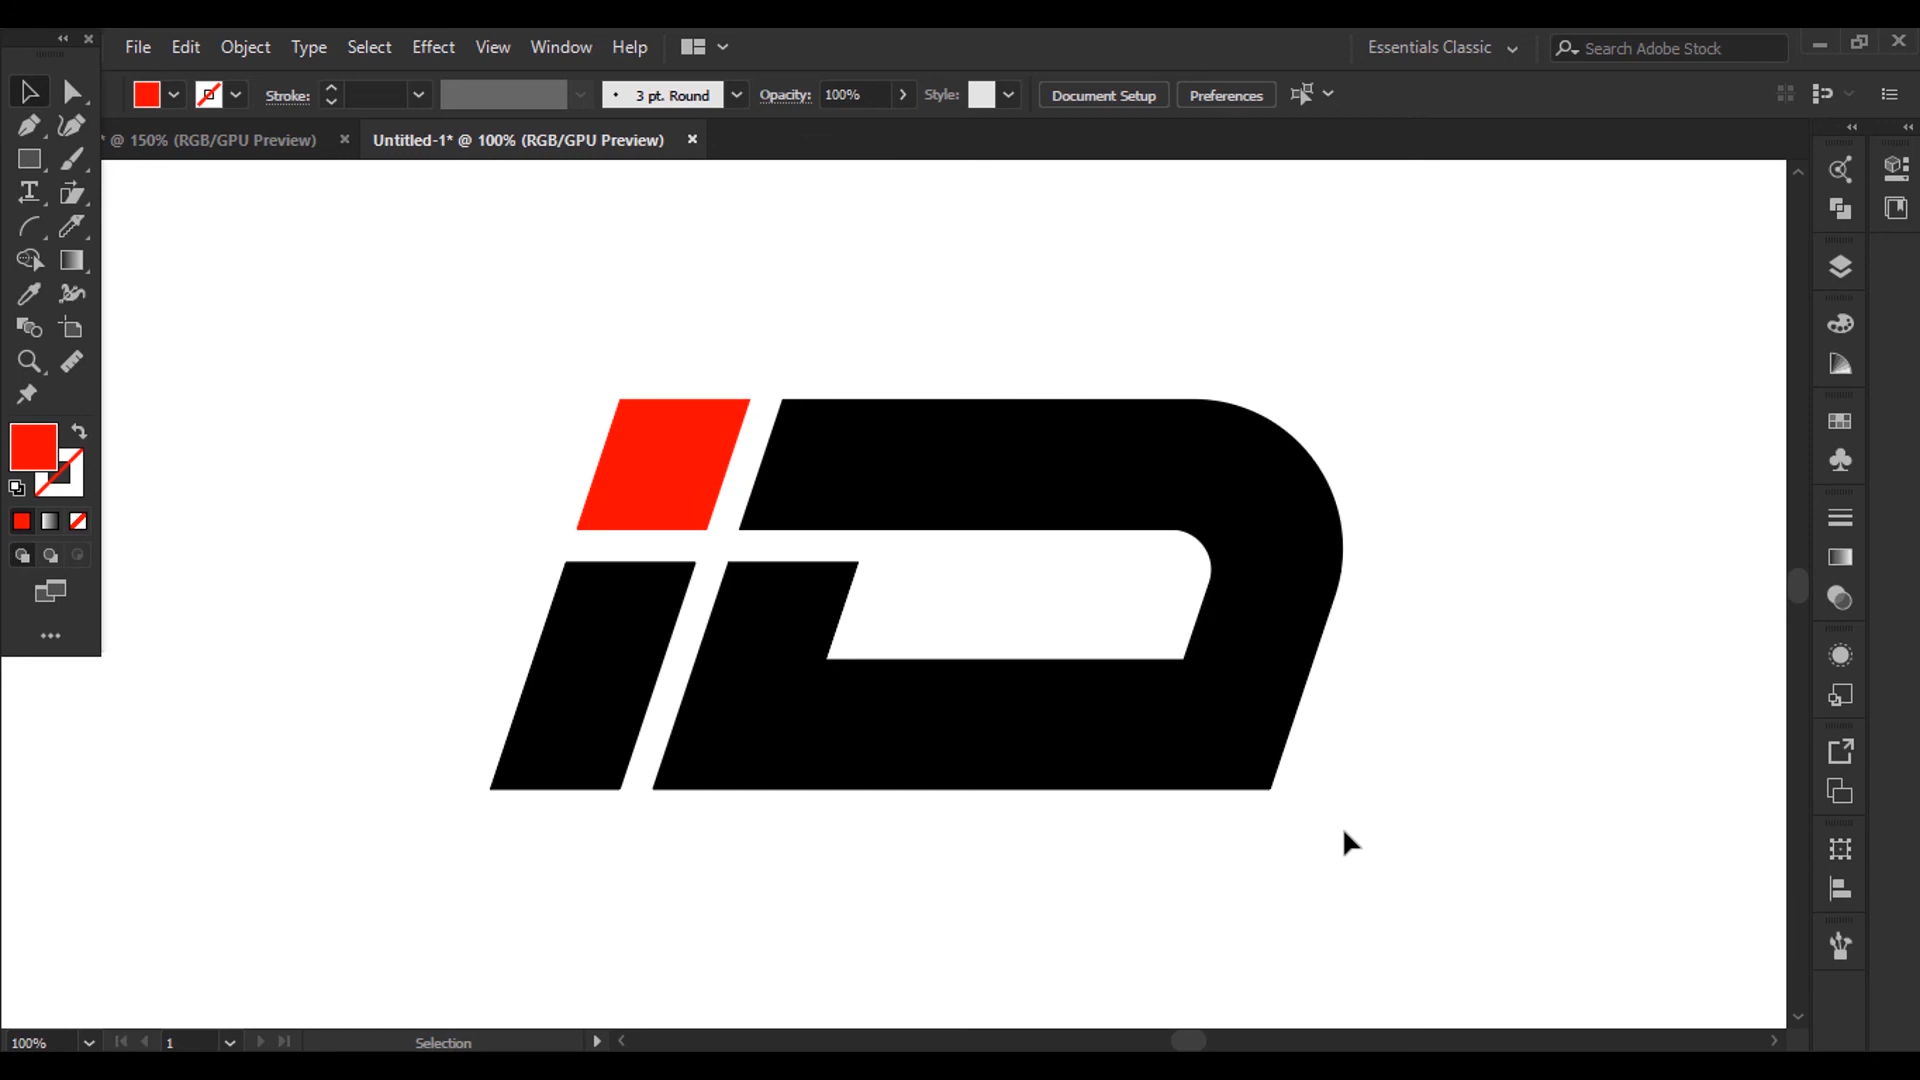 File Edit Object Type Select Effect View Window Help Essentials Classic Search Adobe Stock
Stroke: 3 pt. Round Opacity: 100% Style: Document Setup Preferences
* @ 150% (RGB/GPU Preview) × Untitled-1* @ 100% (RGB/GPU Preview) ×
iD
100% 1 Selection